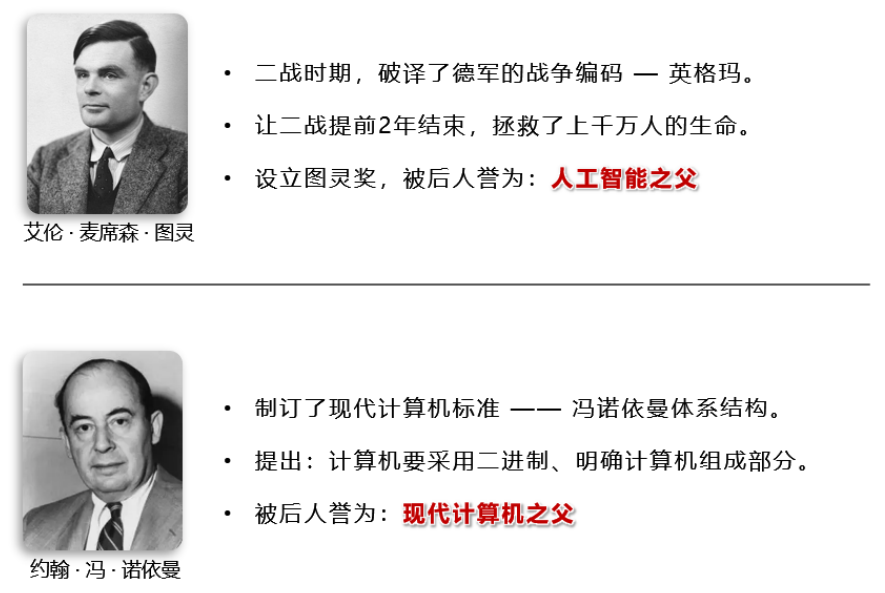 • 二战时期，破译了德军的战争编码 — 英格玛。
• 让二战提前2年结束，拯救了上千万人的生命。
• 设立图灵奖，被后人誉为：人工智能之父
艾伦·麦席森·图灵
• 制订了现代计算机标准 —— 冯诺依曼体系结构。
• 提出：计算机要采用二进制、明确计算机组成部分。
• 被后人誉为：现代计算机之父
约翰·冯·诺依曼